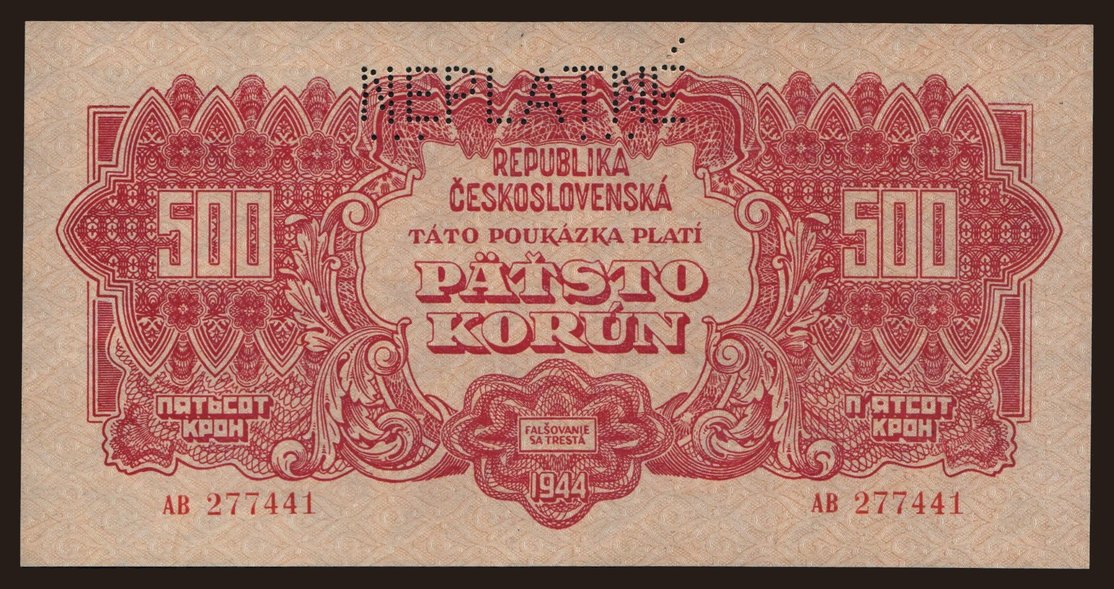 NEPLATNÉ
REPUBLIKA
ČESKOSLOVENSKÁ
TÁTO POUKÁZKA PLATÍ
500
500
PÄŤSTO
KORÚN
ПЯТЬСОТ
КРОН
П'ЯТСОТ
КРОН
FALŠOVANIE
SA TRESTÁ
1944
AB 277441
AB 277441